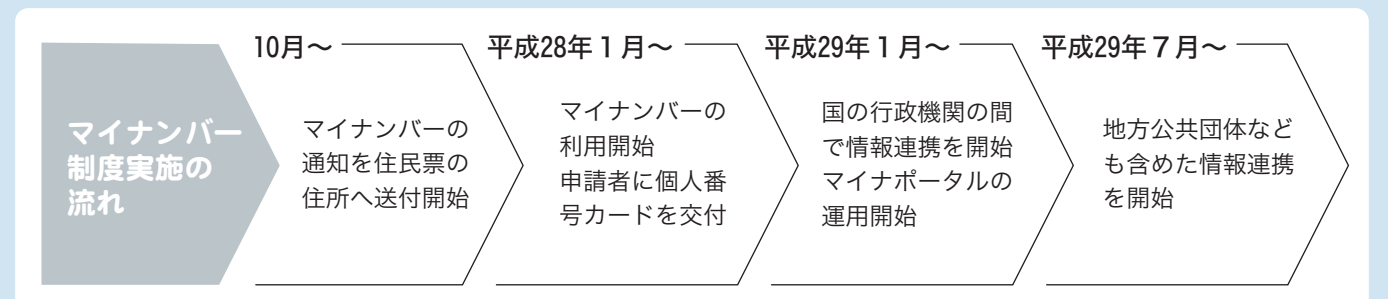 マイナンバー
制度実施の
流れ
10月〜
マイナンバーの
通知を住民票の
住所へ送付開始
平成28年１月〜
マイナンバーの
利用開始
申請者に個人番
号カードを交付
平成29年１月〜
国の行政機関の間
で情報連携を開始
マイナポータルの
運用開始
平成29年７月〜
地方公共団体など
も含めた情報連携
を開始